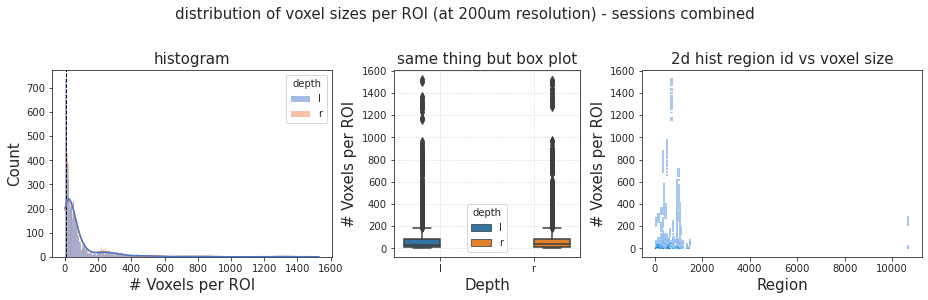 distribution of voxel sizes per ROI (at 200um resolution) - sessions combined
histogram
Count
700
600
500
400
300
200
100
0
0 200 400 600 800 1000 1200 1400 1600
# Voxels per ROI
depth
l
r
same thing but box plot
# Voxels per ROI
1600
1400
1200
1000
800
600
400
200
0
depth
l
r
l r
Depth
2d hist region id vs voxel size
# Voxels per ROI
1600
1400
1200
1000
800
600
400
200
0
0 2000 4000 6000 8000 10000
Region